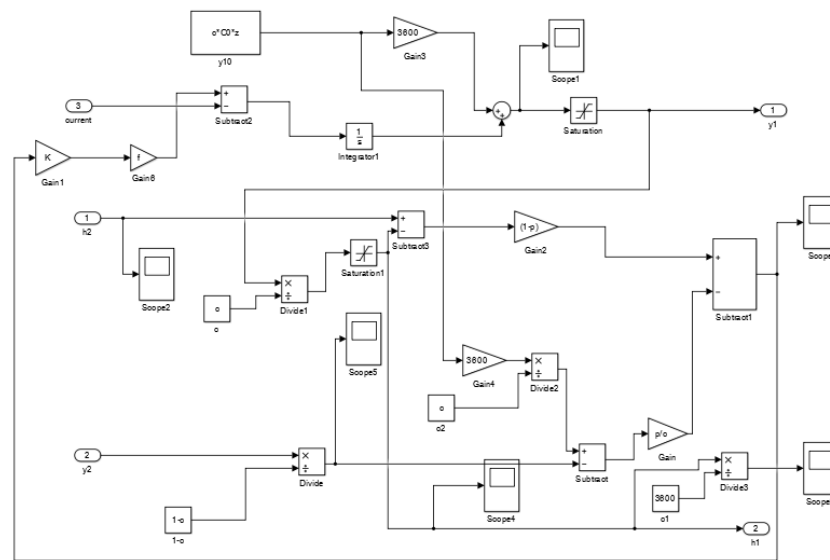 c*C0*z
y10
3600
Gain3
Scope1
3
current
+
−
Subtract2
1
s
Integrator1
+
+
Saturation
1
y1
K
Gain1
f
Gain6
1
h2
Scope2
+
−
Subtract3
(1-p)
Gain2
+
−
Subtract1
Scope
Saturation1
×
÷
Divide1
c
c
Scope5
3600
Gain4
×
÷
Divide2
c
c2
p/c
Gain
2
y2
×
÷
Divide
+
−
Subtract
1-c
1-c
Scope4
×
÷
Divide3
3600
c1
Scope
2
h1